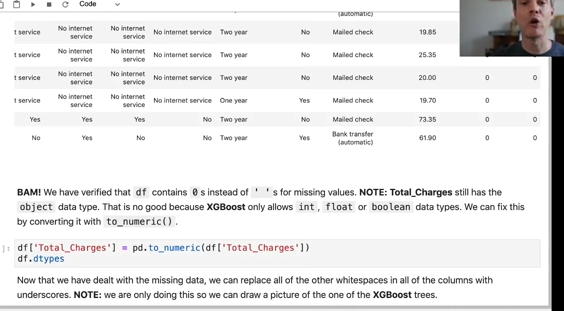 Code
(automatic)
t service No internet service No internet service No internet service Two year No Mailed check 19.85
t service No internet service No internet service No internet service Two year No Mailed check 25.35
t service No internet service No internet service No internet service Two year No Mailed check 20.00 0 0
t service No internet service No internet service No internet service One year Yes Mailed check 19.70 0 0
Yes Yes Yes No Two year No Mailed check 73.35 0 0
No Yes No No Two year Yes Bank transfer (automatic) 61.90 0 0
BAM! We have verified that df contains 0 s instead of ' ' s for missing values. NOTE: Total_Charges still has the
object data type. That is no good because XGBoost only allows int , float or boolean data types. We can fix this
by converting it with to_numeric() .
]: df['Total_Charges'] = pd.to_numeric(df['Total_Charges'])
df.dtypes
Now that we have dealt with the missing data, we can replace all of the other whitespaces in all of the columns with
underscores. NOTE: we are only doing this so we can draw a picture of the one of the XGBoost trees.